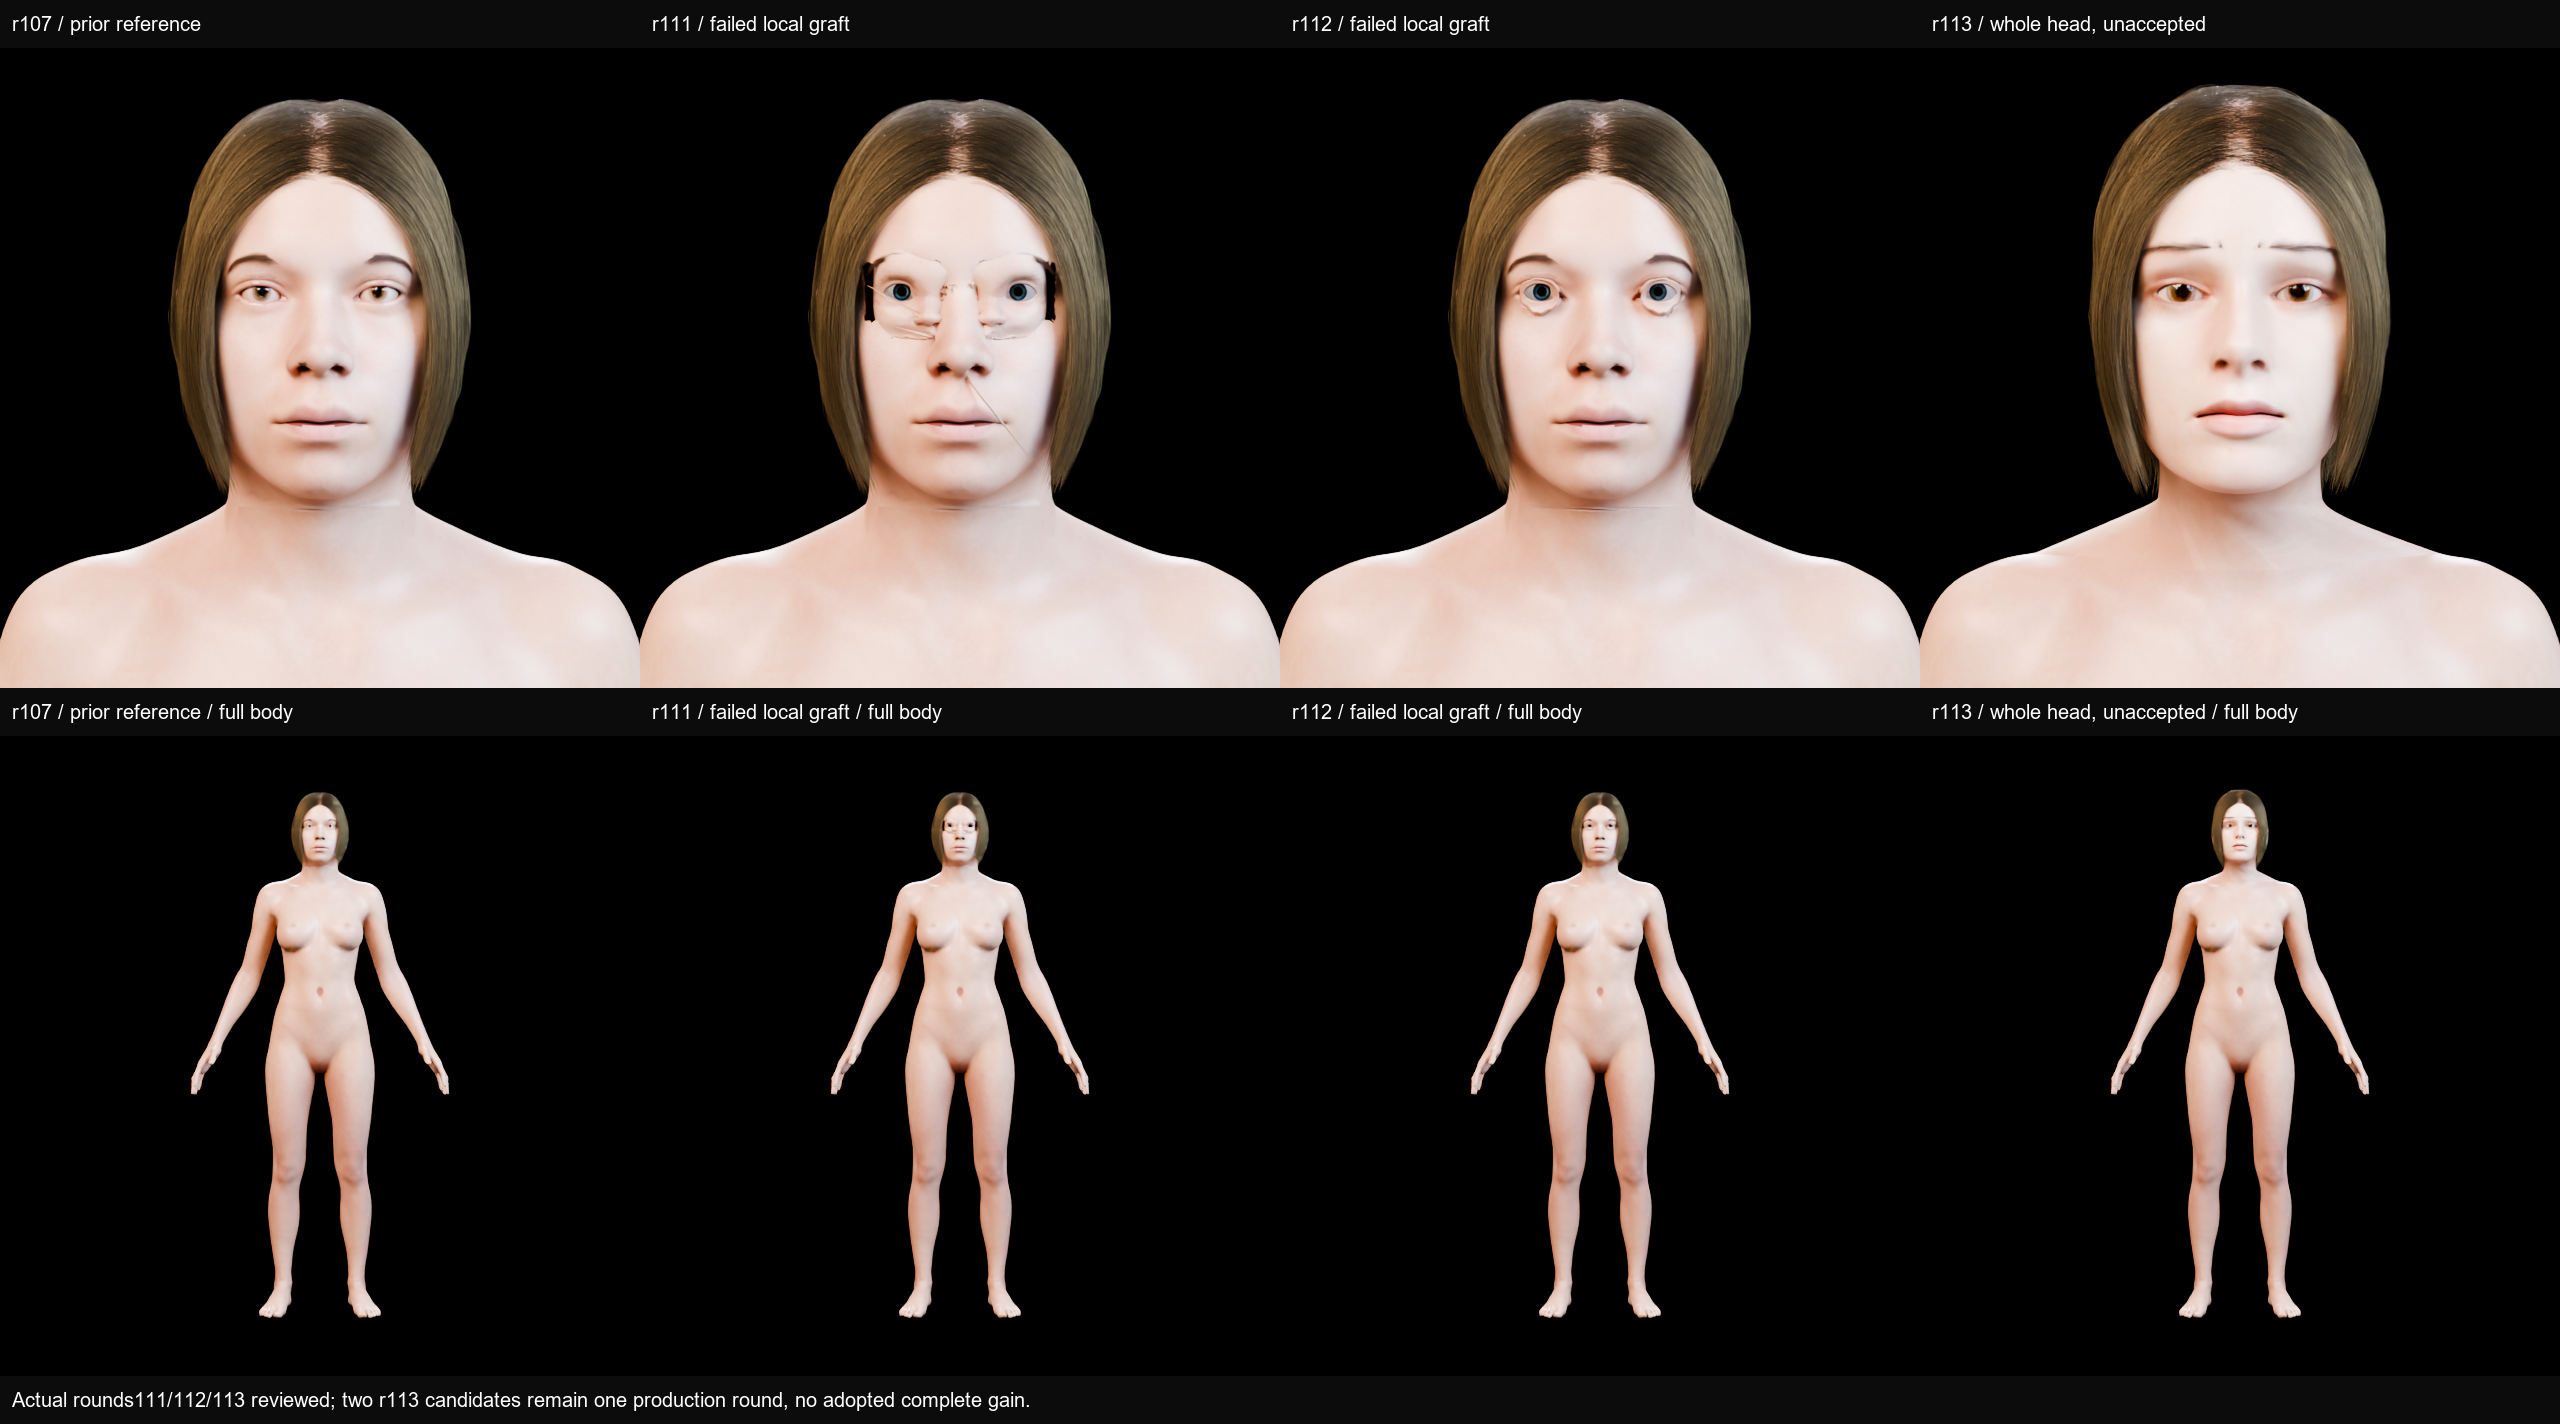 r107 / prior reference
r111 / failed local graft
r112 / failed local graft
r113 / whole head, unaccepted
r107 / prior reference / full body
r111 / failed local graft / full body
r112 / failed local graft / full body
r113 / whole head, unaccepted / full body
Actual rounds111/112/113 reviewed; two r113 candidates remain one production round, no adopted complete gain.